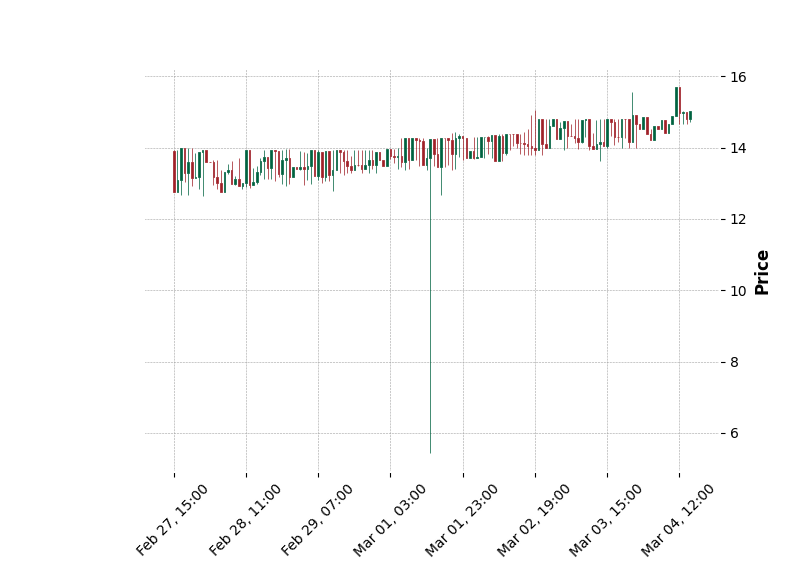 16
14
12
10
8
6
Price
Feb 27, 15:00
Feb 28, 11:00
Feb 29, 07:00
Mar 01, 03:00
Mar 01, 23:00
Mar 02, 19:00
Mar 03, 15:00
Mar 04, 12:00